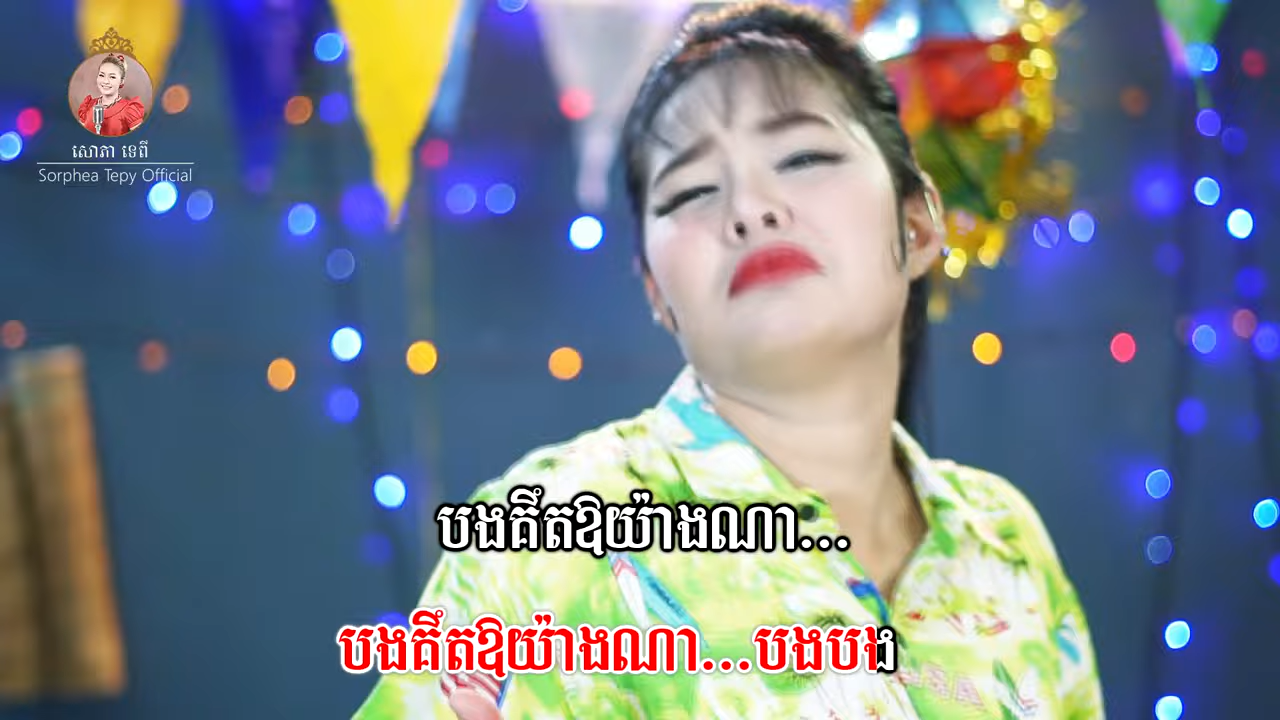 សោភា ទេពី
Sorphea Tepy Official
បងគឹតឱយ៉ាងណា...
បងគឹតឱយ៉ាងណា...បងបង